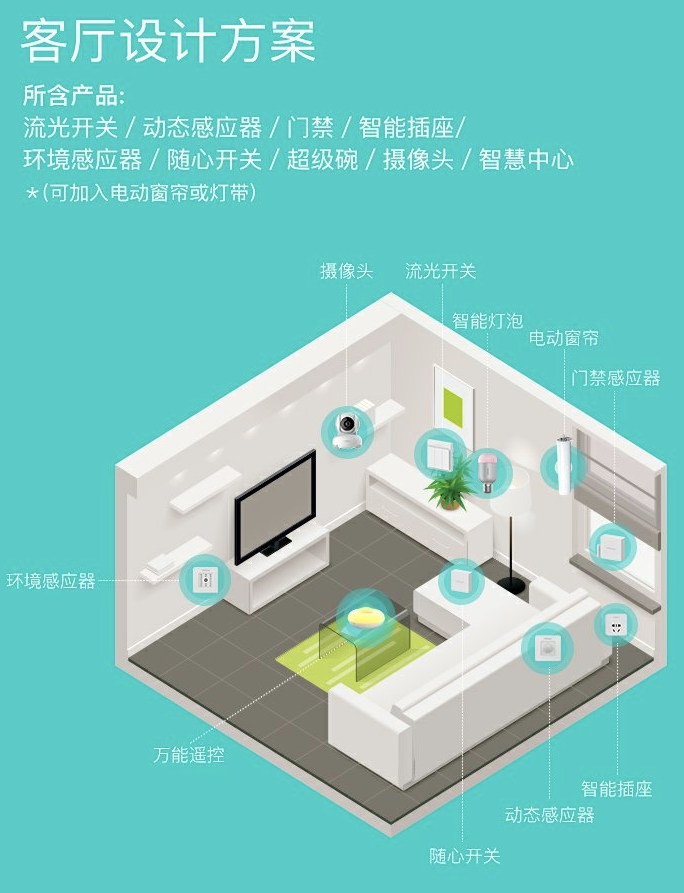 客厅设计方案
所含产品:
流光开关 / 动态感应器 / 门禁 / 智能插座/
环境感应器 / 随心开关 / 超级碗 / 摄像头 / 智慧中心
*(可加入电动窗帘或灯带)
摄像头
流光开关
智能灯泡
电动窗帘
门禁感应器
环境感应器
万能遥控
智能插座
动态感应器
随心开关